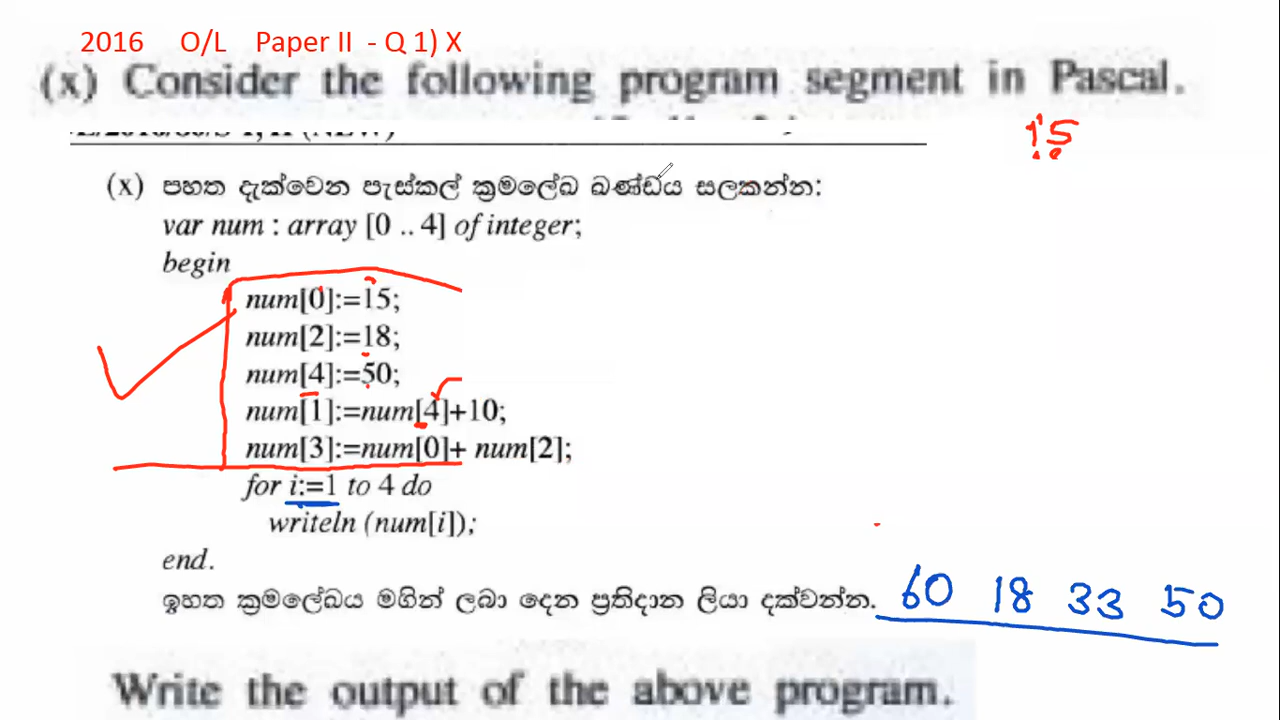 2016 O/L Paper II - Q 1) X
(x) Consider the following program segment in Pascal.
15
(x) පහත දැක්වෙන පැස්කල් ක්‍රමලේඛ ඛණ්ඩය සලකන්න:
var num : array [0 .. 4] of integer;
begin
num[0]:=15;
num[2]:=18;
num[4]:=50;
num[1]:=num[4]+10;
num[3]:=num[0]+ num[2];
for i:=1 to 4 do
writeln (num[i]);
end.
ඉහත ක්‍රමලේඛය මගින් ලබා දෙන ප්‍රතිදාන ලියා දක්වන්න. 60 18 33 50
Write the output of the above program.